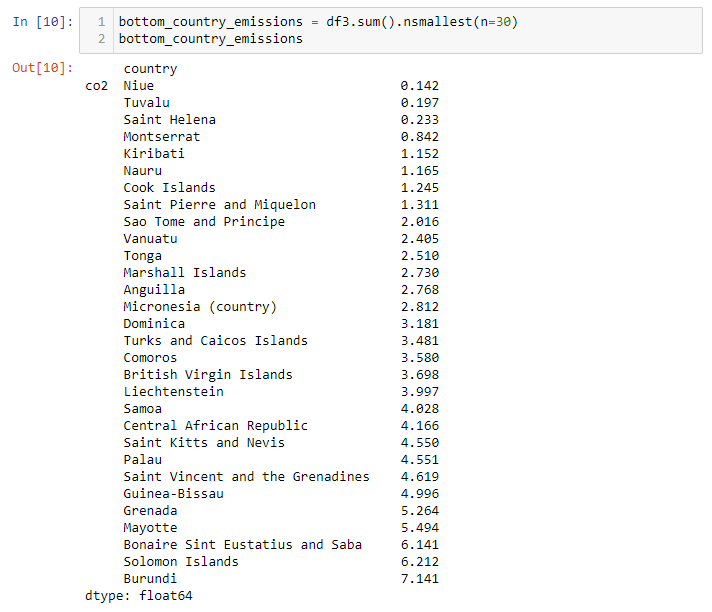 In [10]: 1 bottom_country_emissions = df3.sum().nsmallest(n=30)
2 bottom_country_emissions
Out[10]: country
co2 Niue 0.142
Tuvalu 0.197
Saint Helena 0.233
Montserrat 0.842
Kiribati 1.152
Nauru 1.165
Cook Islands 1.245
Saint Pierre and Miquelon 1.311
Sao Tome and Principe 2.016
Vanuatu 2.405
Tonga 2.510
Marshall Islands 2.730
Anguilla 2.768
Micronesia (country) 2.812
Dominica 3.181
Turks and Caicos Islands 3.481
Comoros 3.580
British Virgin Islands 3.698
Liechtenstein 3.997
Samoa 4.028
Central African Republic 4.166
Saint Kitts and Nevis 4.550
Palau 4.551
Saint Vincent and the Grenadines 4.619
Guinea-Bissau 4.996
Grenada 5.264
Mayotte 5.494
Bonaire Sint Eustatius and Saba 6.141
Solomon Islands 6.212
Burundi 7.141
dtype: float64